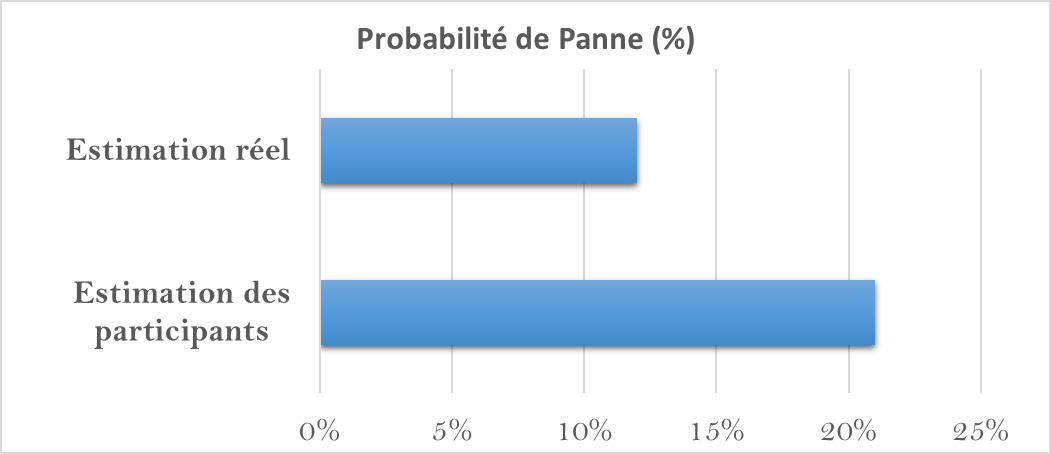 Probabilité de Panne (%)
Estimation réel
Estimation des
participants
0% 5% 10% 15% 20% 25%